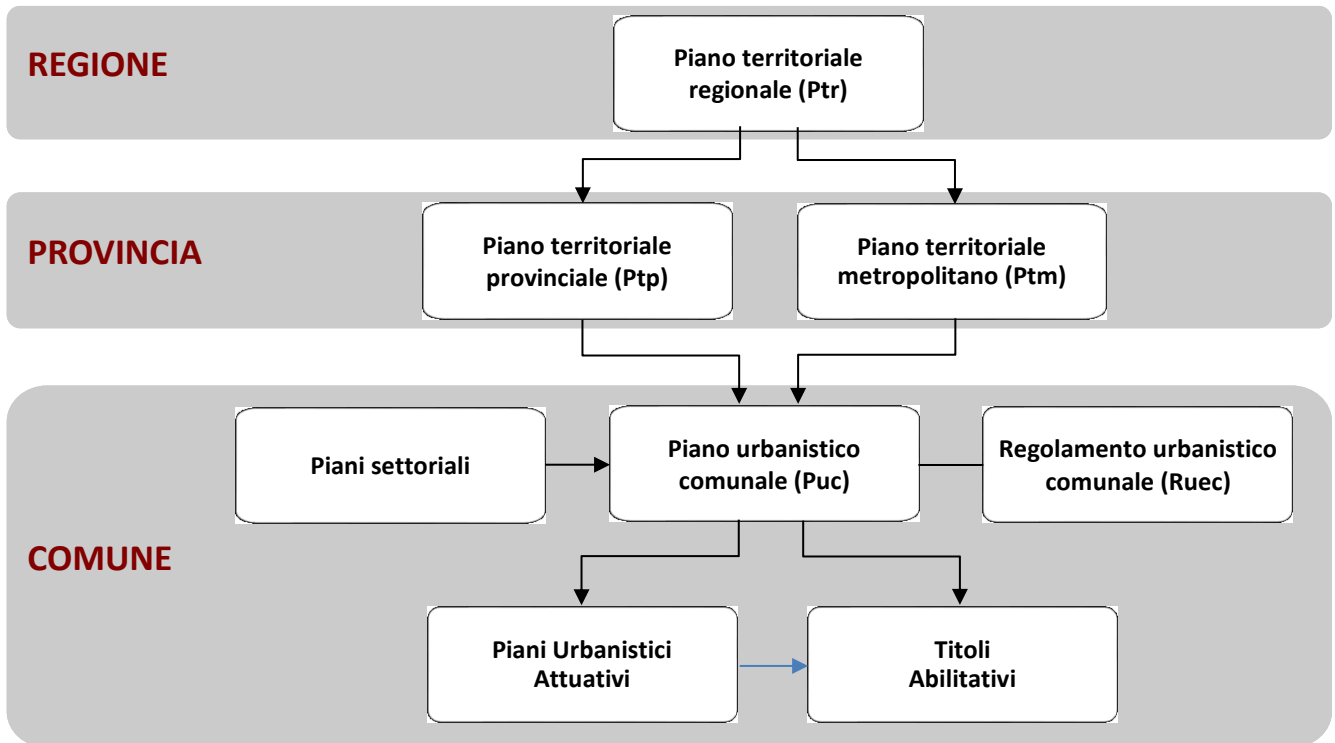 REGIONE
Piano territoriale
regionale (Ptr)
PROVINCIA
Piano territoriale
provinciale (Ptp)
Piano territoriale
metropolitano (Ptm)
COMUNE
Piani settoriali
Piano urbanistico
comunale (Puc)
Regolamento urbanistico
comunale (Ruec)
Piani Urbanistici
Attuativi
Titoli
Abilitativi